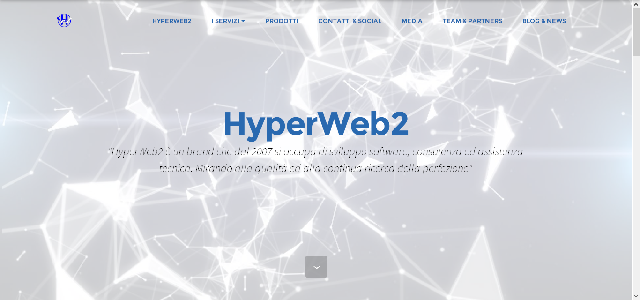 HYPERWEB2 I SERVIZI PRODOTTI CONTATTI & SOCIAL MEDIA TEAM & PARTNERS BLOG & NEWS
HyperWeb2
"HyperWeb2 è un brand che dal 2007 si occupa di sviluppo software, consulenza ed assistenza
tecnica. Mirando alla qualità ed alla continua ricerca della perfezione"